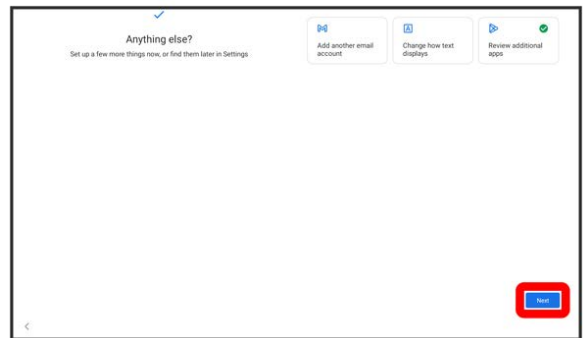 Anything else?
Set up a few more things now, or find them later in Settings
Add another email
account
Change how text
displays
Review additional
apps
Next